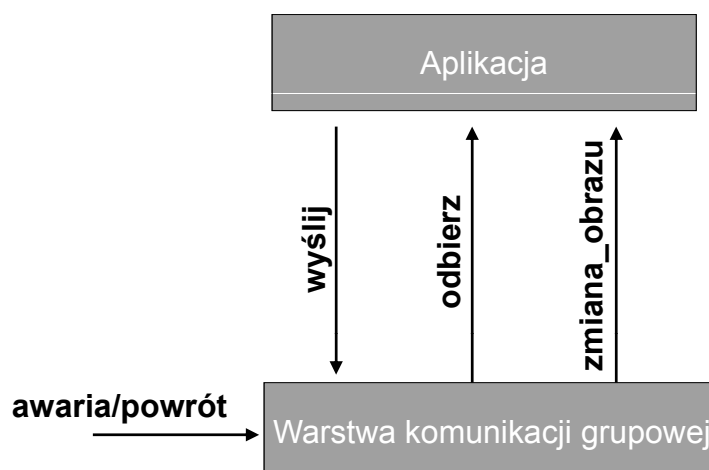 Aplikacja
wyślij
odbierz
zmiana_obrazu
awaria/powrót
Warstwa komunikacji grupowej